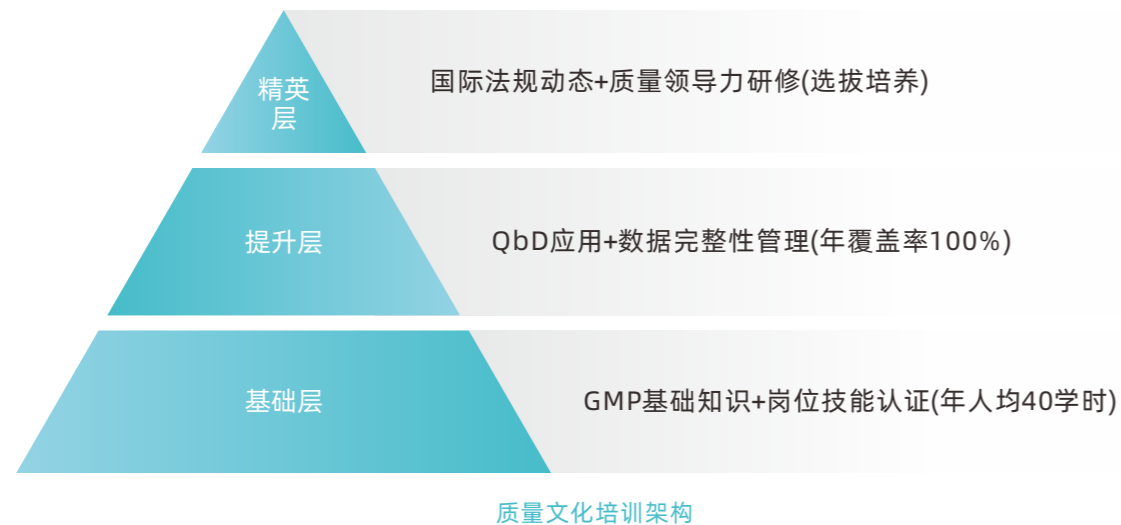 精英
层
国际法规动态+质量领导力研修(选拔培养)
提升层
QbD应用+数据完整性管理(年覆盖率100%)
基础层
GMP基础知识+岗位技能认证(年人均40学时)
质量文化培训架构